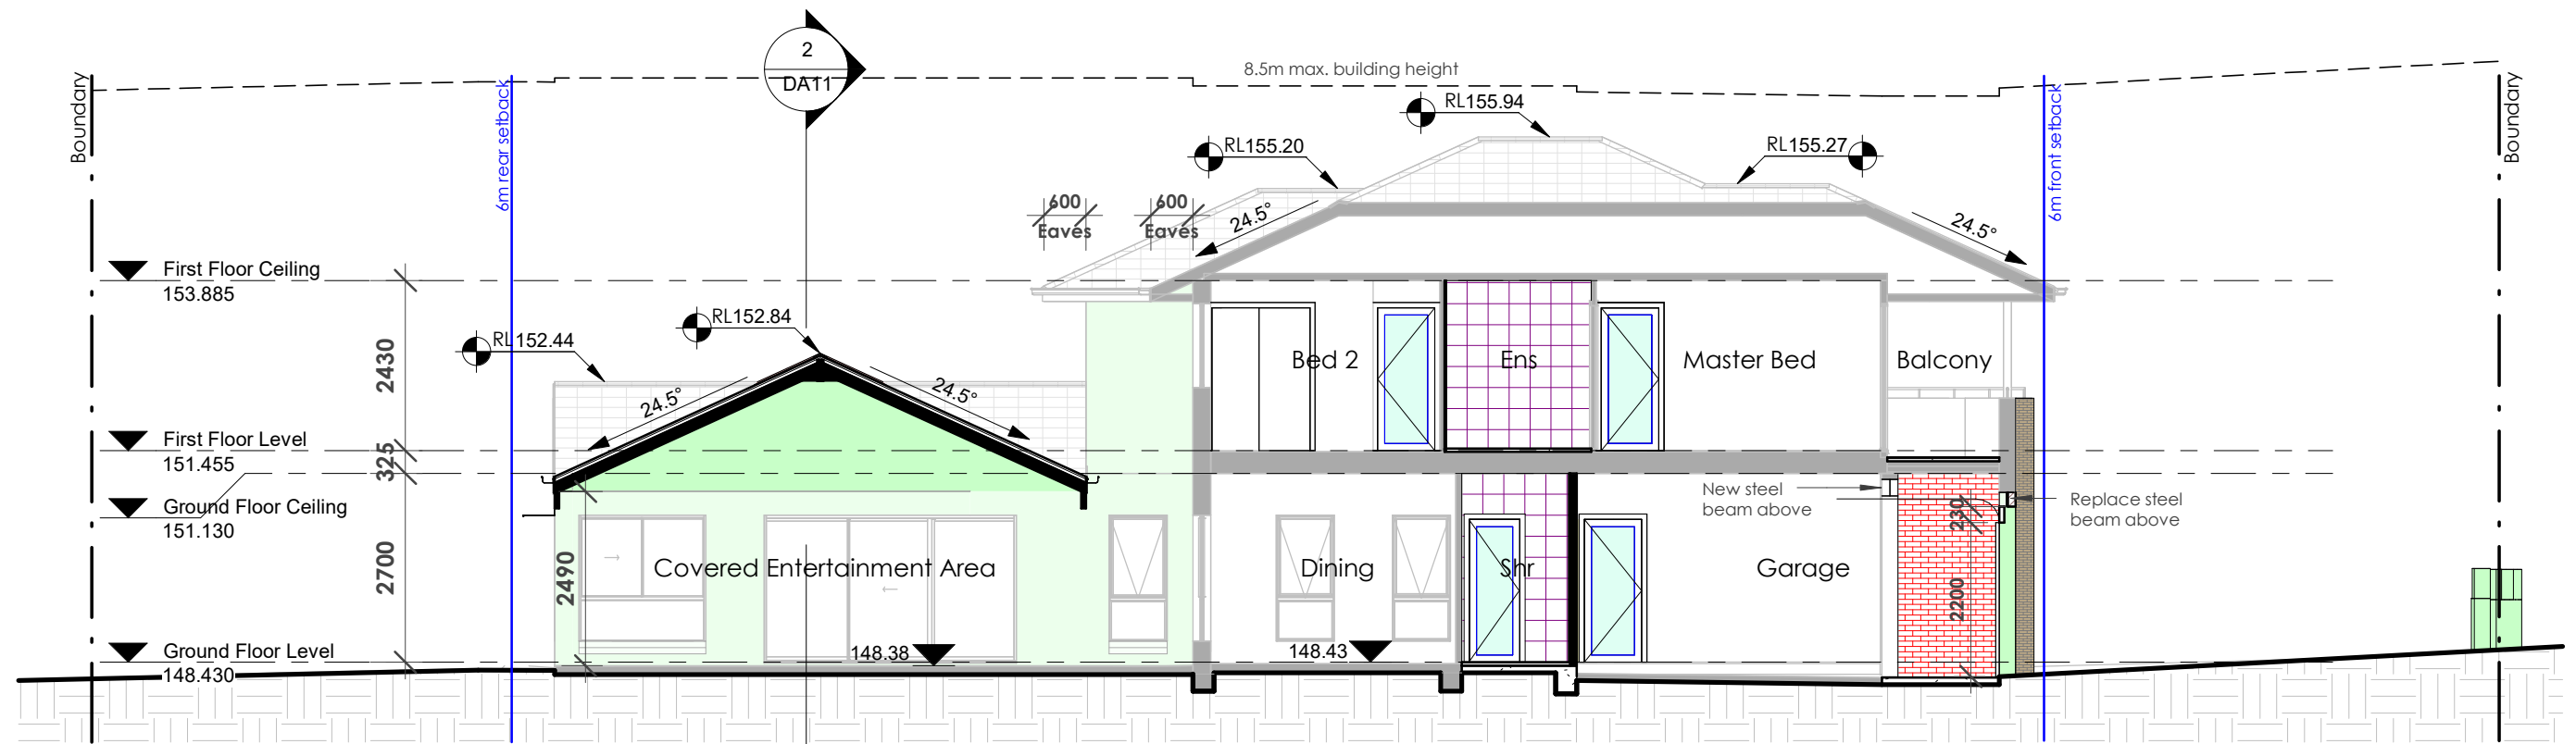 2
DA11
8.5m max. building height
Boundary
6m rear setback
RL155.94
RL155.20
RL155.27
6m front setback
Boundary
600
Eaves
600
Eaves
24.5°
24.5°
First Floor Ceiling
153.885
RL152.84
RL152.44
2430
24.5°
24.5°
Bed 2
Ens
Master Bed
Balcony
First Floor Level
151.455
325
Ground Floor Ceiling
151.130
New steel
beam above
230
Replace steel
beam above
2700
2490
Covered Entertainment Area
Dining
Shr
Garage
2200
Ground Floor Level
148.430
148.38
148.43